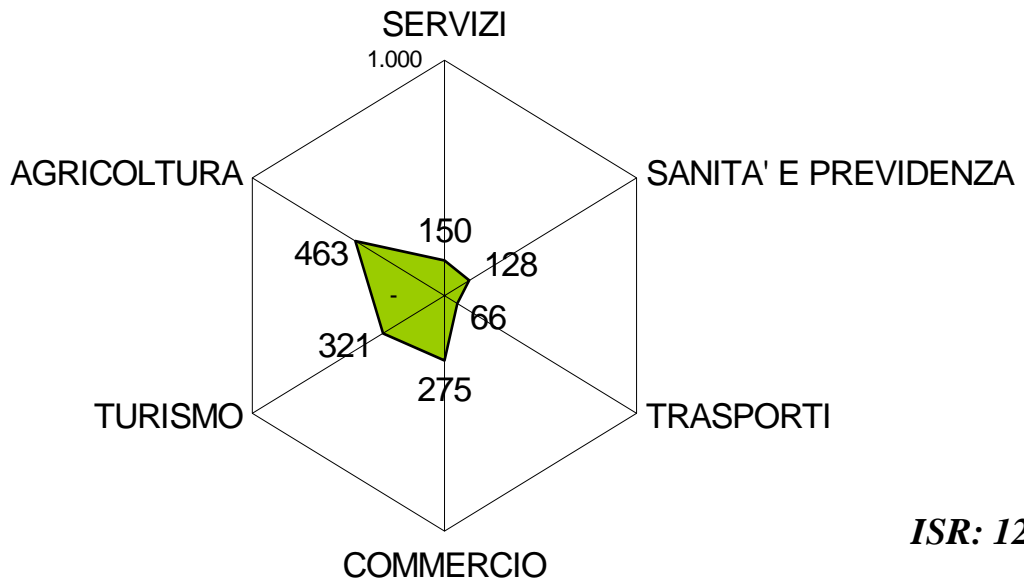 SERVIZI
1.000
AGRICOLTURA
SANITA' E PREVIDENZA
150
463
128
-
66
321
275
TURISMO
TRASPORTI
ISR: 12
COMMERCIO